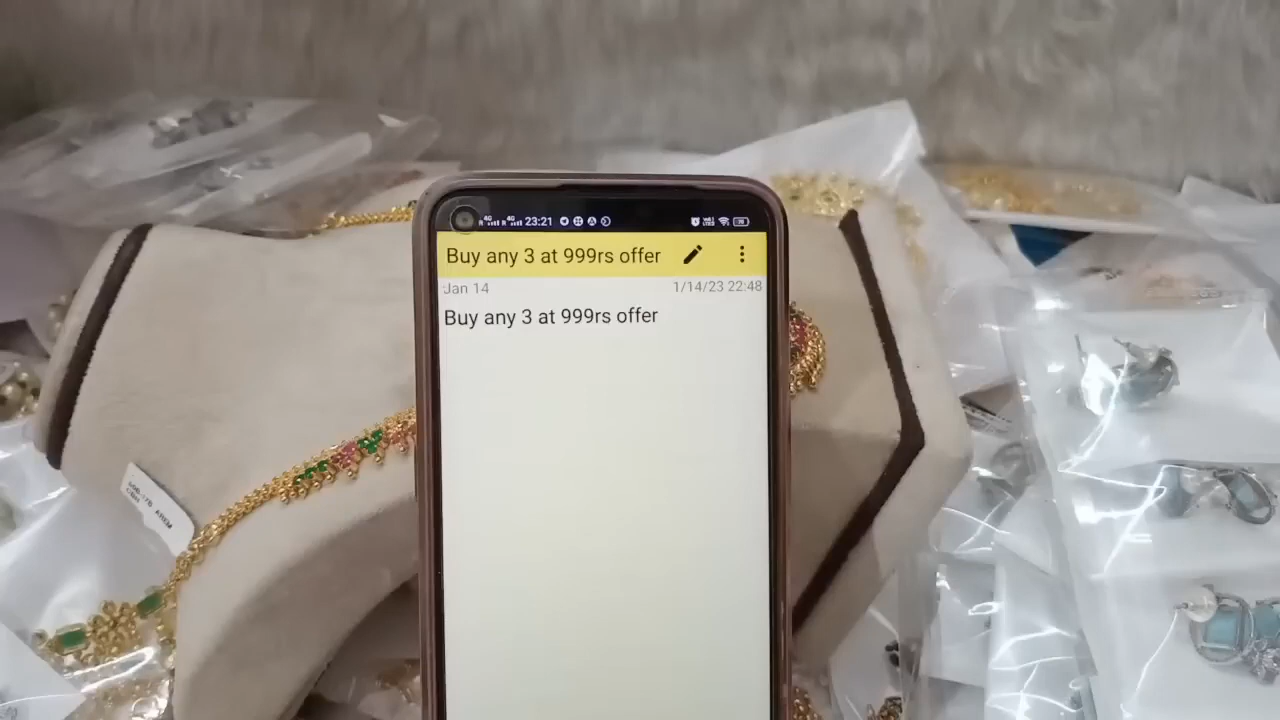 23:21
Buy any 3 at 999rs offer
Jan 14 1/14/23 22:48
Buy any 3 at 999rs offer